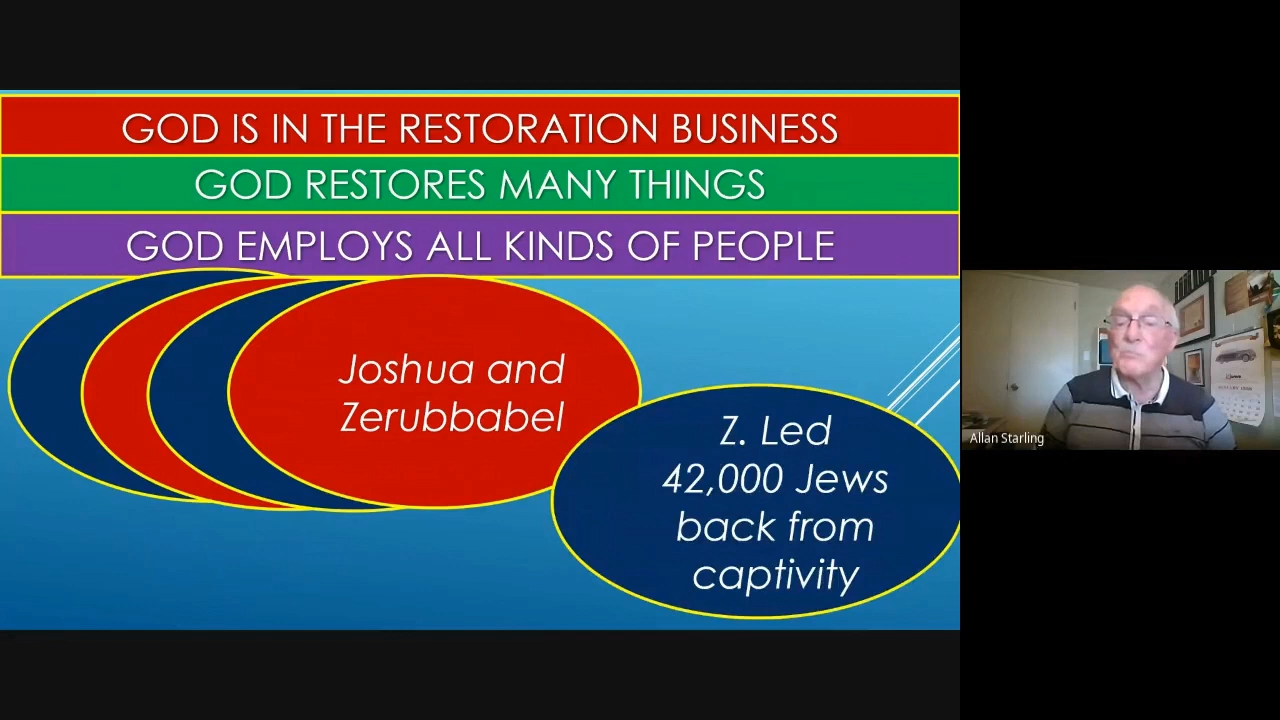 GOD IS IN THE RESTORATION BUSINESS
GOD RESTORES MANY THINGS
GOD EMPLOYS ALL KINDS OF PEOPLE
Joshua and
Zerubbabel
Z. Led
42,000 Jews
back from
captivity
Allan Starling